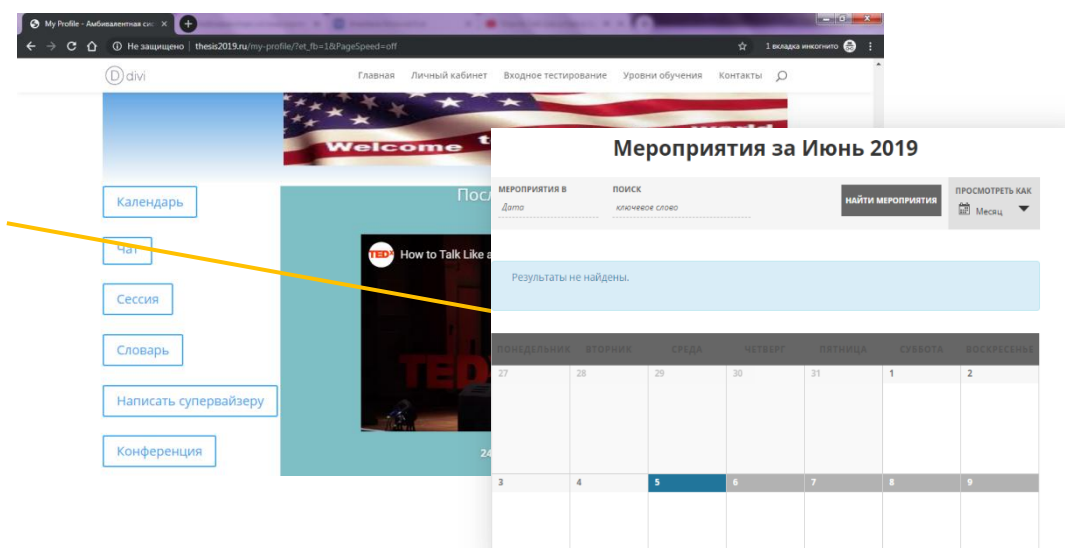 My Profile - Амбивалентная сис
Не защищено | thesis2019.ru/my-profile/?et_fb=1&PageSpeed=off
1 вкладка инкогнито
D divi
Главная Личный кабинет Входное тестирование Уровни обучения Контакты
Welcome
Календарь
Чат
Сессия
Словарь
Написать супервайзеру
Конференция
TED
How to Talk Like a
TED
24
Мероприятия за Июнь 2019
МЕРОПРИЯТИЯ В ПОИСК
Дата ключевое слово
НАЙТИ МЕРОПРИЯТИЯ
ПРОСМОТРЕТЬ КАК
Месяц
Результаты не найдены.
ПОНЕДЕЛЬНИК ВТОРНИК СРЕДА ЧЕТВЕРГ ПЯТНИЦА СУББОТА ВОСКРЕСЕНЬЕ
27 28 29 30 31 1 2
3 4 5 6 7 8 9